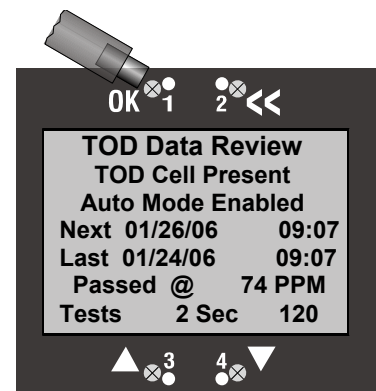 OK 1 2 <<
TOD Data Review
TOD Cell Present
Auto Mode Enabled
Next 01/26/06 09:07
Last 01/24/06 09:07
Passed @ 74 PPM
Tests 2 Sec 120
3 4